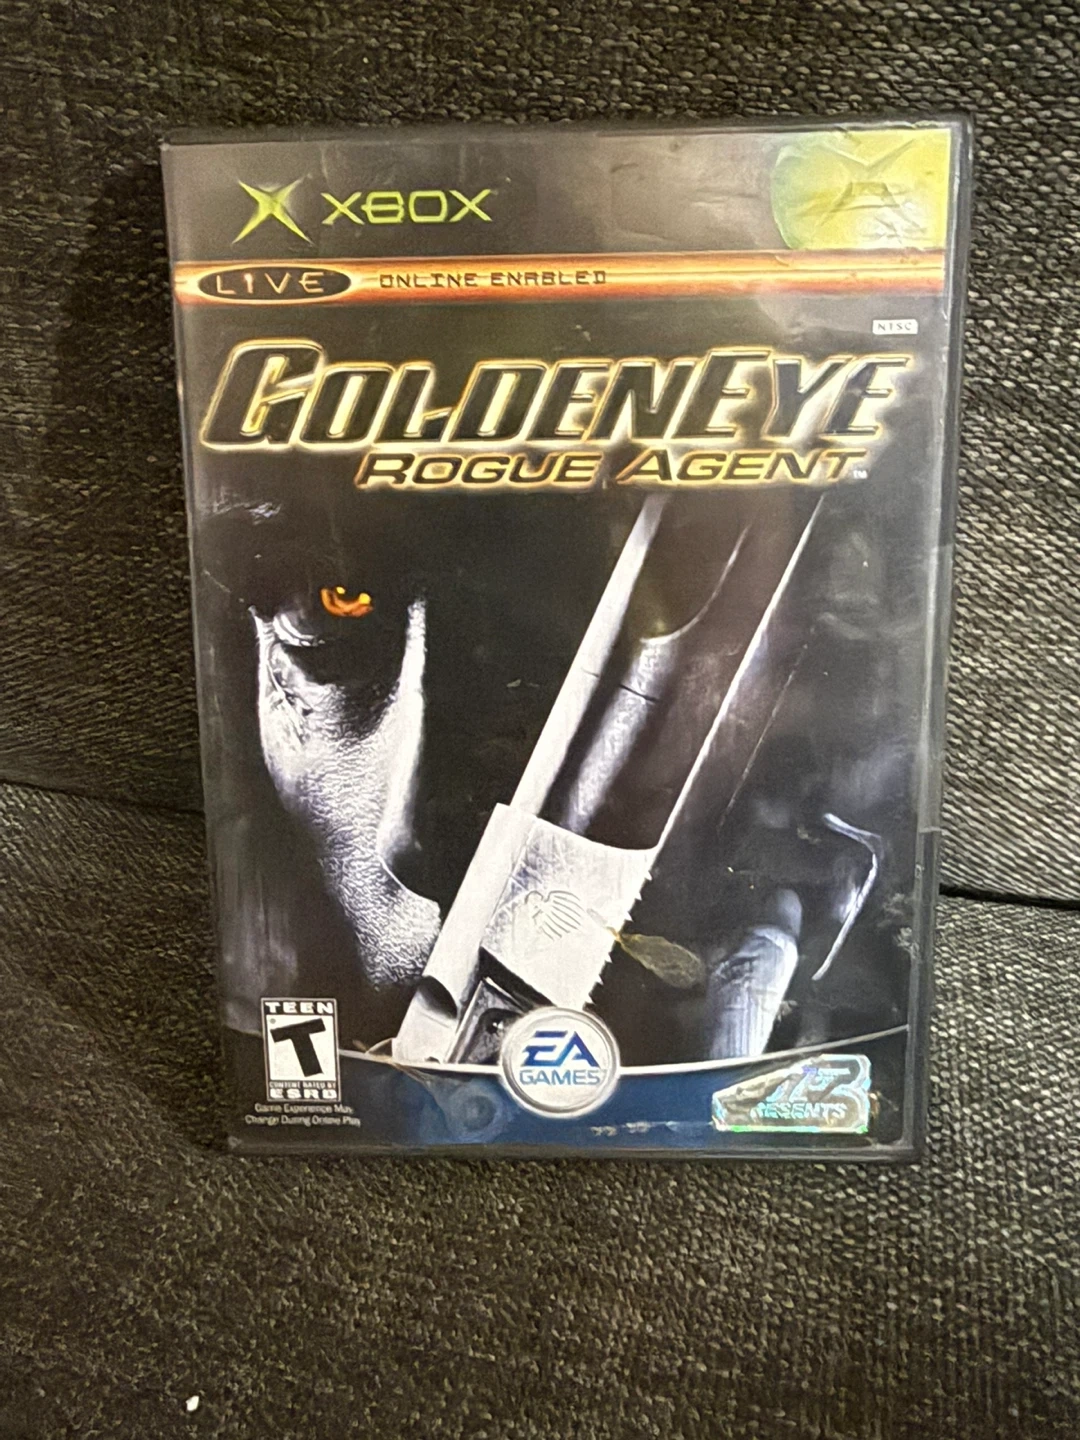 XBOX
LIVE ONLINE ENABLED
NTSC
GOLDENEYE
ROGUE AGENT™
TEEN
T
CONTENT RATED BY
ESRB
Game Experience May
Change During Online Play
EA
GAMES